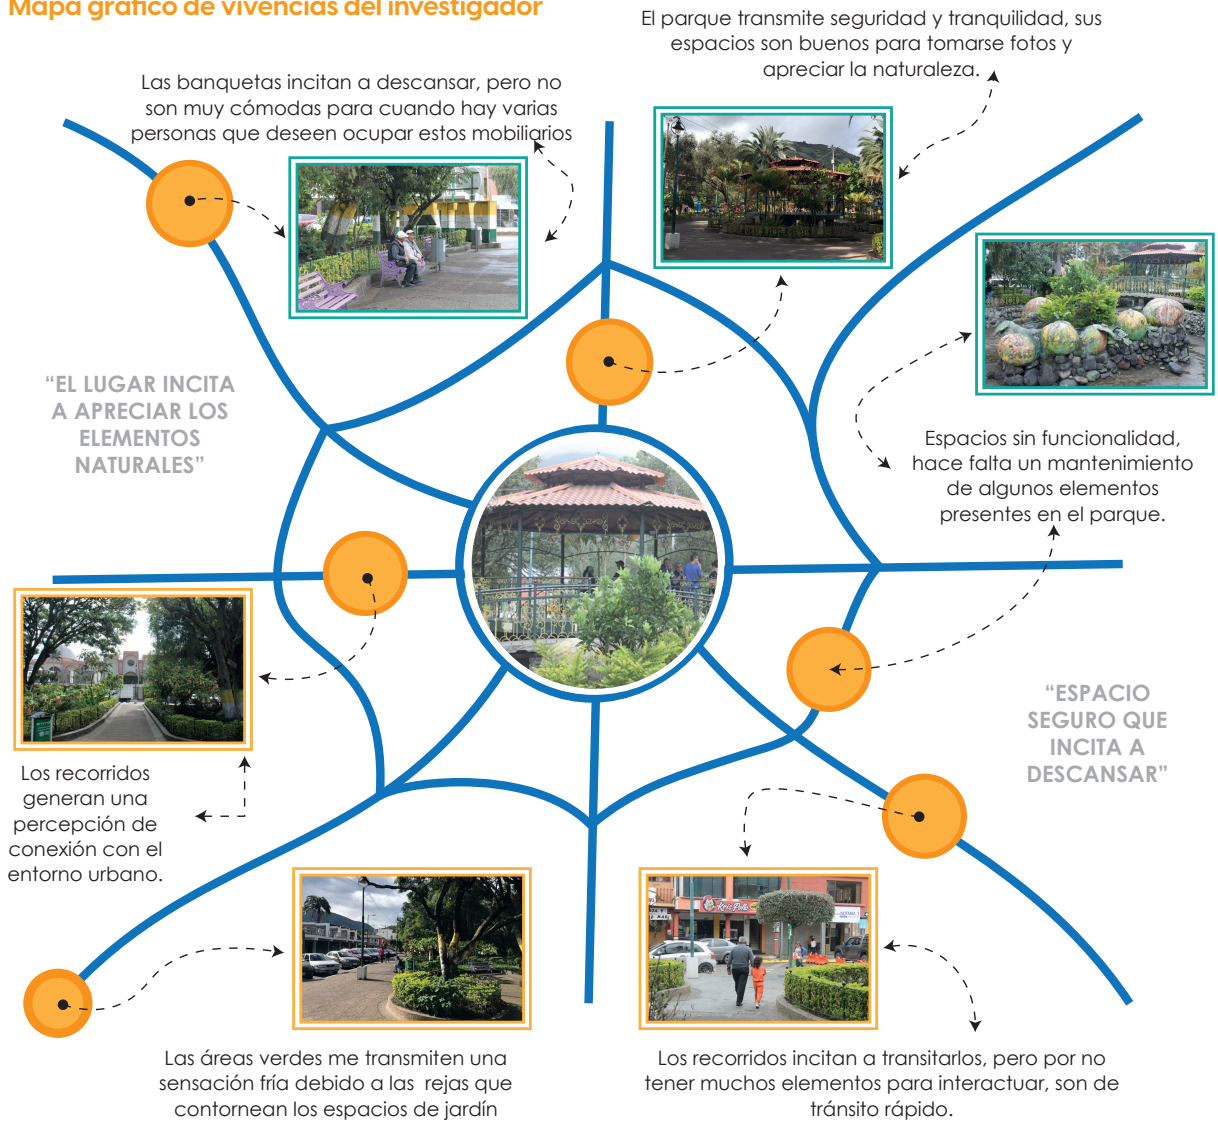 Mapa gráfico de vivencias del investigador
El parque transmite seguridad y tranquilidad, sus
espacios son buenos para tomarse fotos y
apreciar la naturaleza.
Las banquetas incitan a descansar, pero no
son muy cómodas para cuando hay varias
personas que deseen ocupar estos mobiliarios
“EL LUGAR INCITA
A APRECIAR LOS
ELEMENTOS
NATURALES”
Espacios sin funcionalidad,
hace falta un mantenimiento
de algunos elementos
presentes en el parque.
“ESPACIO
SEGURO QUE
INCITA A
DESCANSAR”
Los recorridos
generan una
percepción de
conexión con el
entorno urbano.
Las áreas verdes me transmiten una
sensación fría debido a las rejas que
contornean los espacios de jardín
Los recorridos incitan a transitarlos, pero por no
tener muchos elementos para interactuar, son de
tránsito rápido.